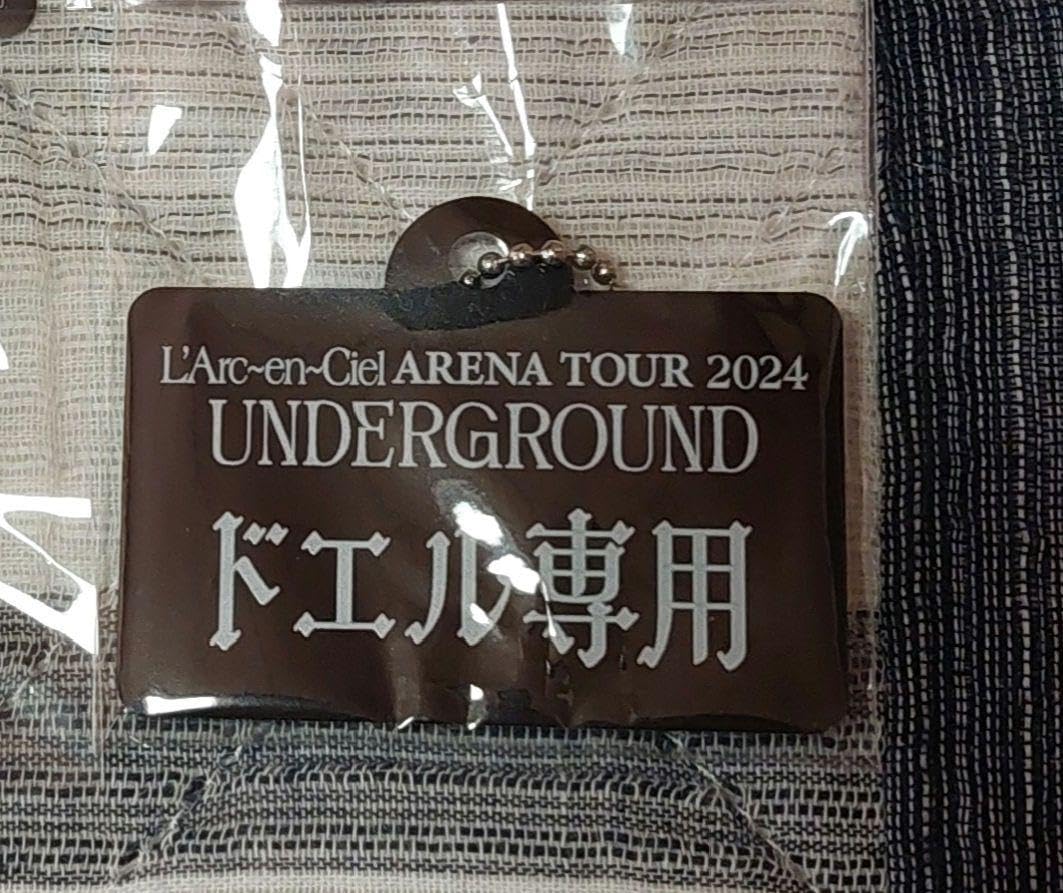 L'Arc~en~Ciel ARENA TOUR 2024
UNDERGROUND
ドエル専用